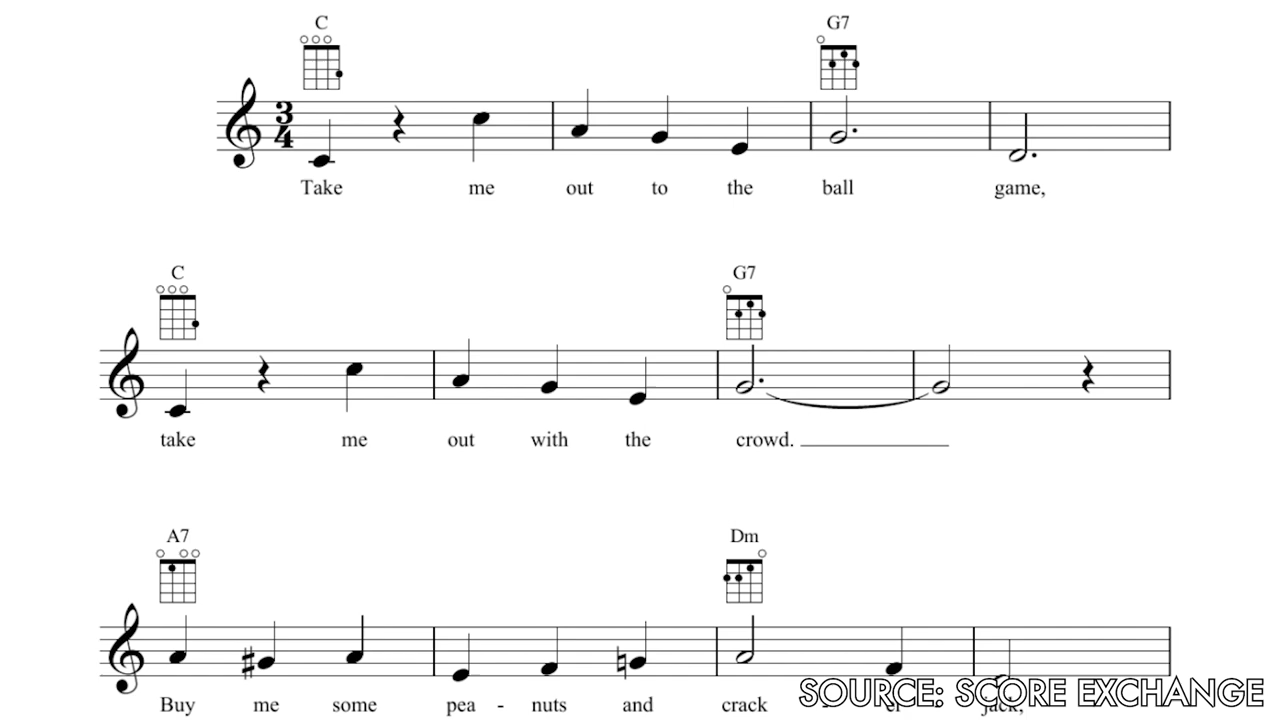 C G7
3
4
Take me out to the ball game,
C G7
take me out with the crowd.
A7 Dm
Buy me some pea - nuts and crack - er jack,
SOURCE: SCORE EXCHANGE